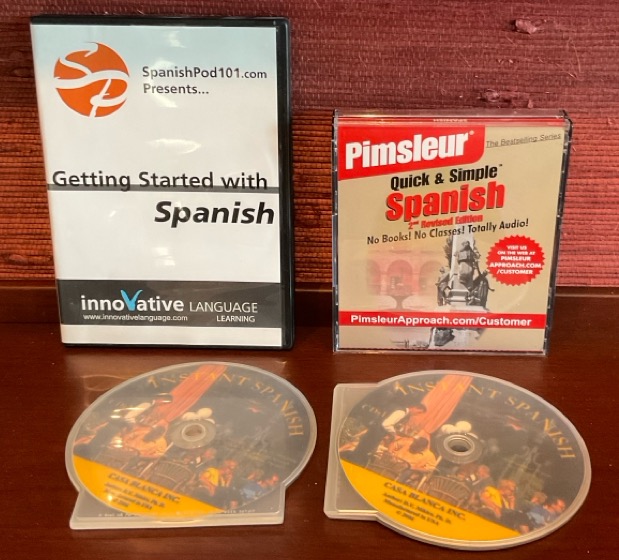 SpanishPod101.com
Presents...
Getting Started with
Spanish
innoVative LANGUAGE
LEARNING
www.innovativelanguage.com
Pimsleur®
The Bestselling Series
Quick & Simple™
Spanish
2nd Revised Edition
No Books! No Classes! Totally Audio!
VISIT US
ON THE WEB AT
PIMSLEUR
APPROACH.COM
/CUSTOMER
PimsleurApproach.com/Customer
INSTANT SPANISH
CASA BLANCA INC.
INSTANT SPANISH
CASA BLANCA INC.